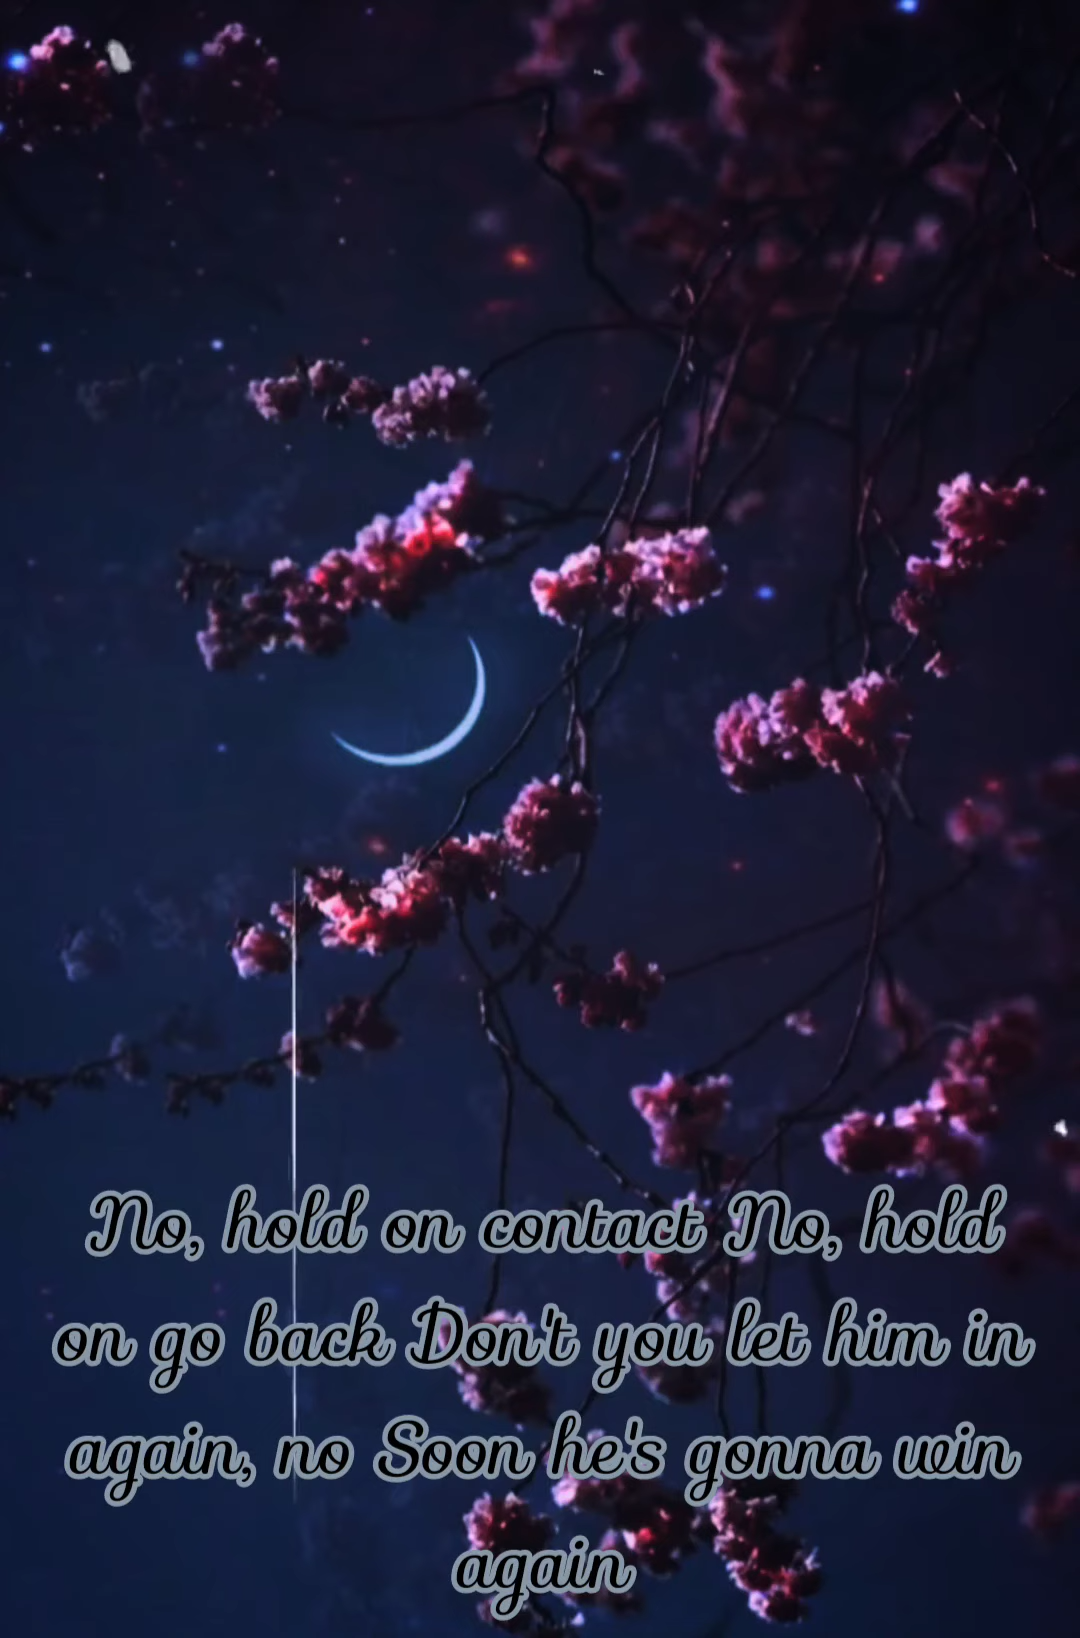 No, hold on contact No, hold
on go back Don't you let him in
again, no Soon he's gonna win
again